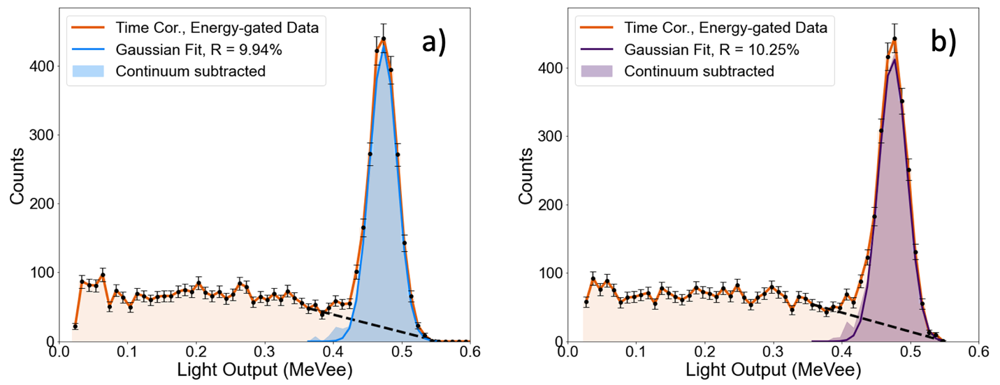 Time Cor., Energy-gated Data
Gaussian Fit, R = 9.94%
Continuum subtracted
a)
Counts
400
300
200
100
0
0.0 0.1 0.2 0.3 0.4 0.5 0.6
Light Output (MeVee)
Time Cor., Energy-gated Data
Gaussian Fit, R = 10.25%
Continuum subtracted
b)
Counts
400
300
200
100
0
0.0 0.1 0.2 0.3 0.4 0.5 0.6
Light Output (MeVee)